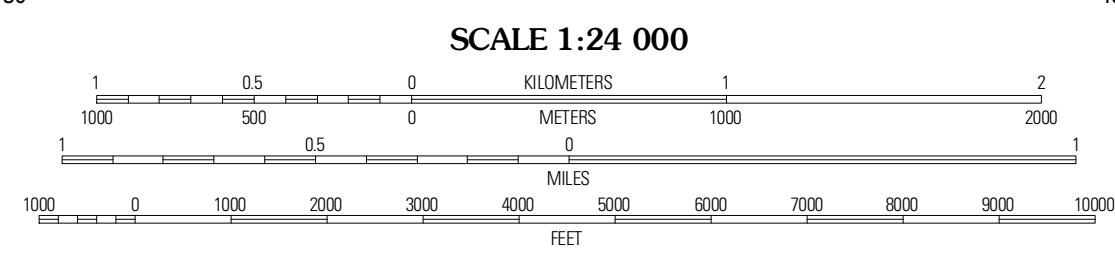 SCALE 1:24 000
1 0.5 0 KILOMETERS 1 2
1000 500 0 METERS 1000 2000
1 0.5 0 1
MILES
1000 0 1000 2000 3000 4000 5000 6000 7000 8000 9000 10000
FEET